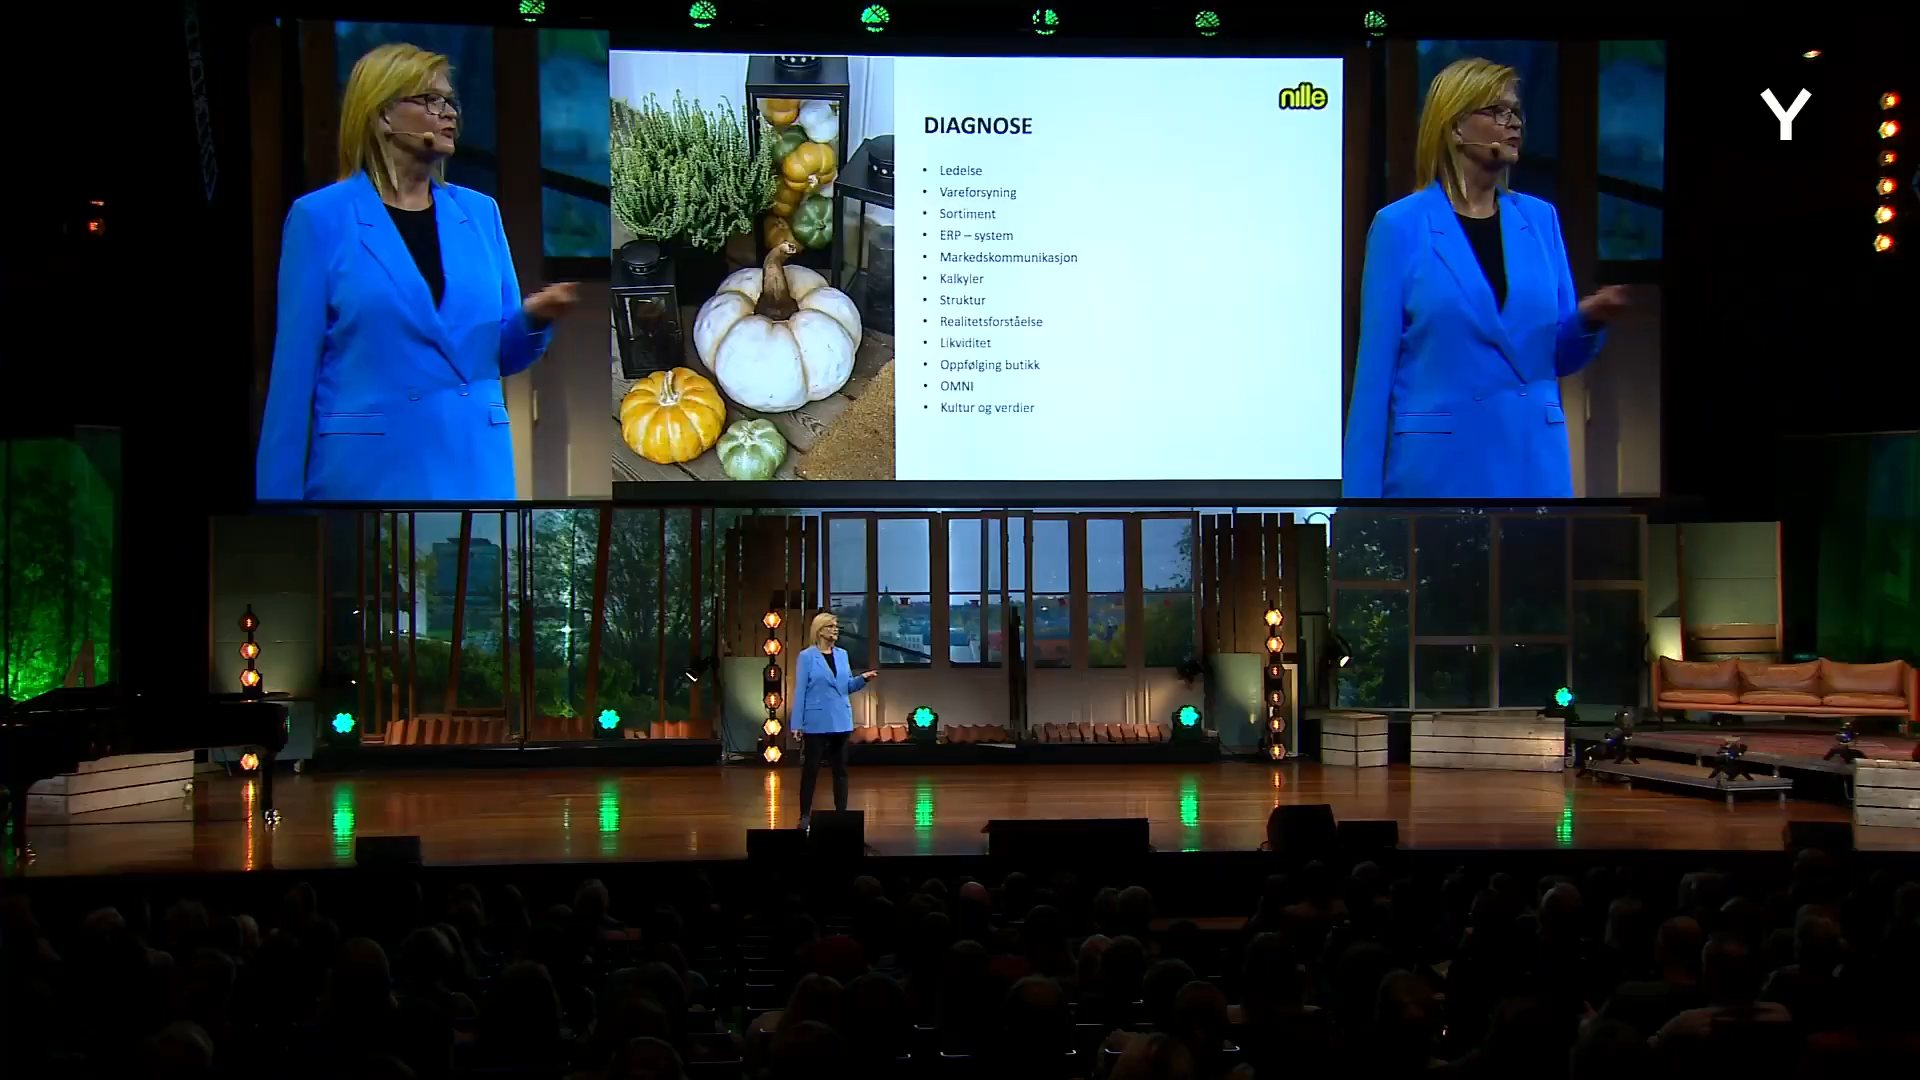 nille
Y
DIAGNOSE
• Ledelse
• Vareforsyning
• Sortiment
• ERP – system
• Markedskommunikasjon
• Kalkyler
• Struktur
• Realitetsforståelse
• Likviditet
• Oppfølging butikk
• OMNI
• Kultur og verdier